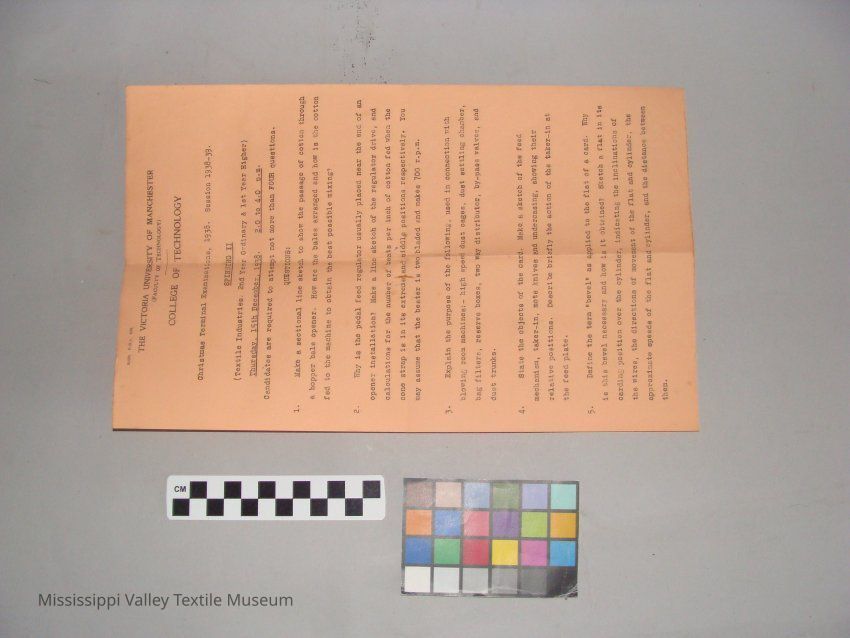 THE VICTORIA UNIVERSITY OF MANCHESTER
(FACULTY OF TECHNOLOGY)
COLLEGE OF TECHNOLOGY
Christmas Terminal Examinations, 1938. Session 1938-39.
SPINNING II
(Textile Industries. 2nd Year Ordinary & 1st Year Higher)
Thursday, 15th December, 1938. 2.0 to 4.0 p.m.
Candidates are required to attempt not more than FOUR questions.
QUESTIONS:
1. Make a sectional line sketch to show the passage of cotton through
a hopper bale opener. How are the bales arranged and how is the cotton
fed to the machine to obtain the best possible mixing?
2. Why is the pedal feed regulator usually placed near the end of an
opener installation? Make a line sketch of the regulator drive, and
calculations for the number of beats per inch of cotton fed when the
cone strap is in its extreme and middle positions respectively. You
may assume that the beater is two bladed and makes 700 r.p.m.
3. Explain the purpose of the following, used in connection with
blowing room machines:- high speed dust cages, dust settling chamber,
bag filters, reserve boxes, two way distributor, by-pass valves, and
dust trunks.
4. State the objects of the card. Make a sketch of the feed
mechanism, taker-in, mote knives and undercasing, showing their
relative positions. Describe briefly the action of the taker-in at
the feed plate.
5. Define the term "bevel" as applied to the flat of a card. Why
is this bevel necessary and how is it obtained? Sketch a flat in its
carding position over the cylinder, indicating the inclinations of
the wires, the directions of movement of the flat and cylinder, the
approximate speeds of the flat and cylinder, and the distance between
them.
CM
Mississippi Valley Textile Museum